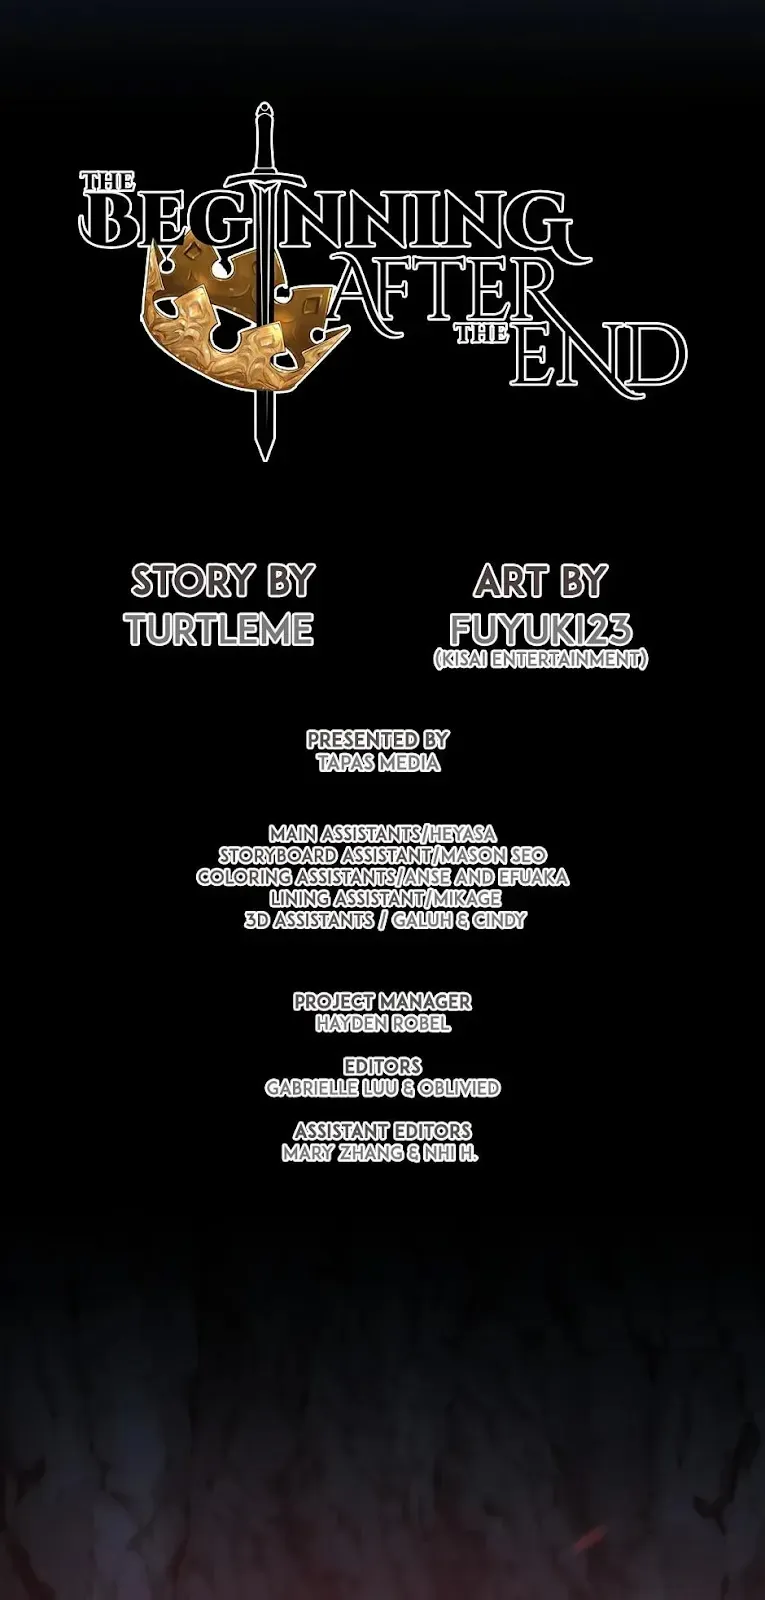 THE
BEGINNING
AFTER
THE
END
STORY BY
TURTLEME
ART BY
FUYUKI23
(KISAI ENTERTAINMENT)
PRESENTED BY
TAPAS MEDIA
MAIN ASSISTANTS/HEYASA
STORYBOARD ASSISTANT/MASON SEO
COLORING ASSISTANTS/ANSE AND EFUAKA
LINING ASSISTANT/MIKAGE
3D ASSISTANTS / GALUH & CINDY
PROJECT MANAGER
HAYDEN ROBEL
EDITORS
GABRIELLE LUU & OBLIVIED
ASSISTANT EDITORS
MARY ZHANG & NHI H.